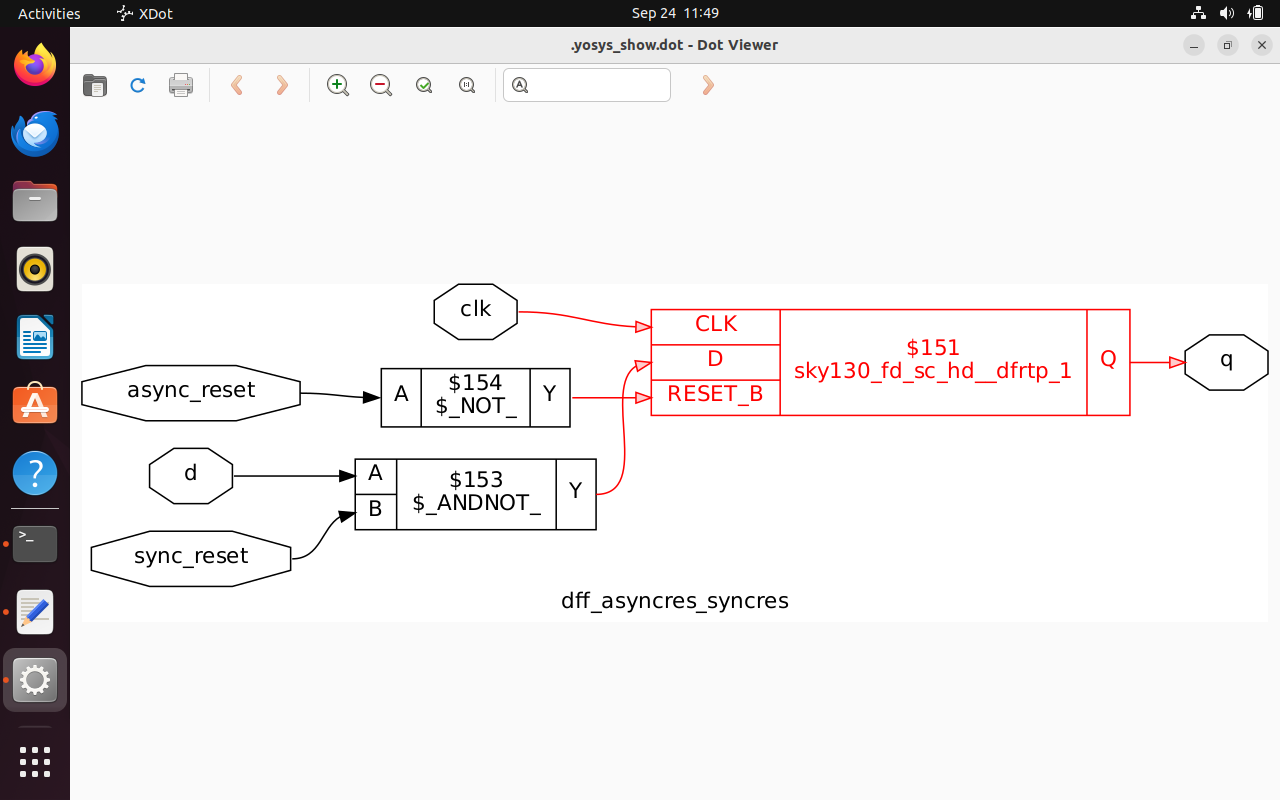 Activities
XDot
Sep 24 11:49
.yosys_show.dot - Dot Viewer
clk
CLK
D
RESET_B
$151
sky130_fd_sc_hd__dfrtp_1
Q
q
async_reset
A
$154
$_NOT_
Y
d
A
B
$153
$_ANDNOT_
Y
sync_reset
dff_asyncres_syncres